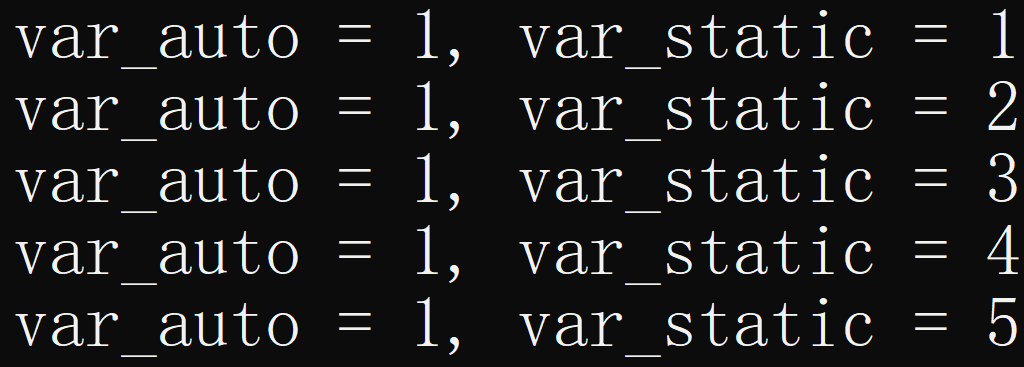 var_auto = 1, var_static = 1
var_auto = 1, var_static = 2
var_auto = 1, var_static = 3
var_auto = 1, var_static = 4
var_auto = 1, var_static = 5